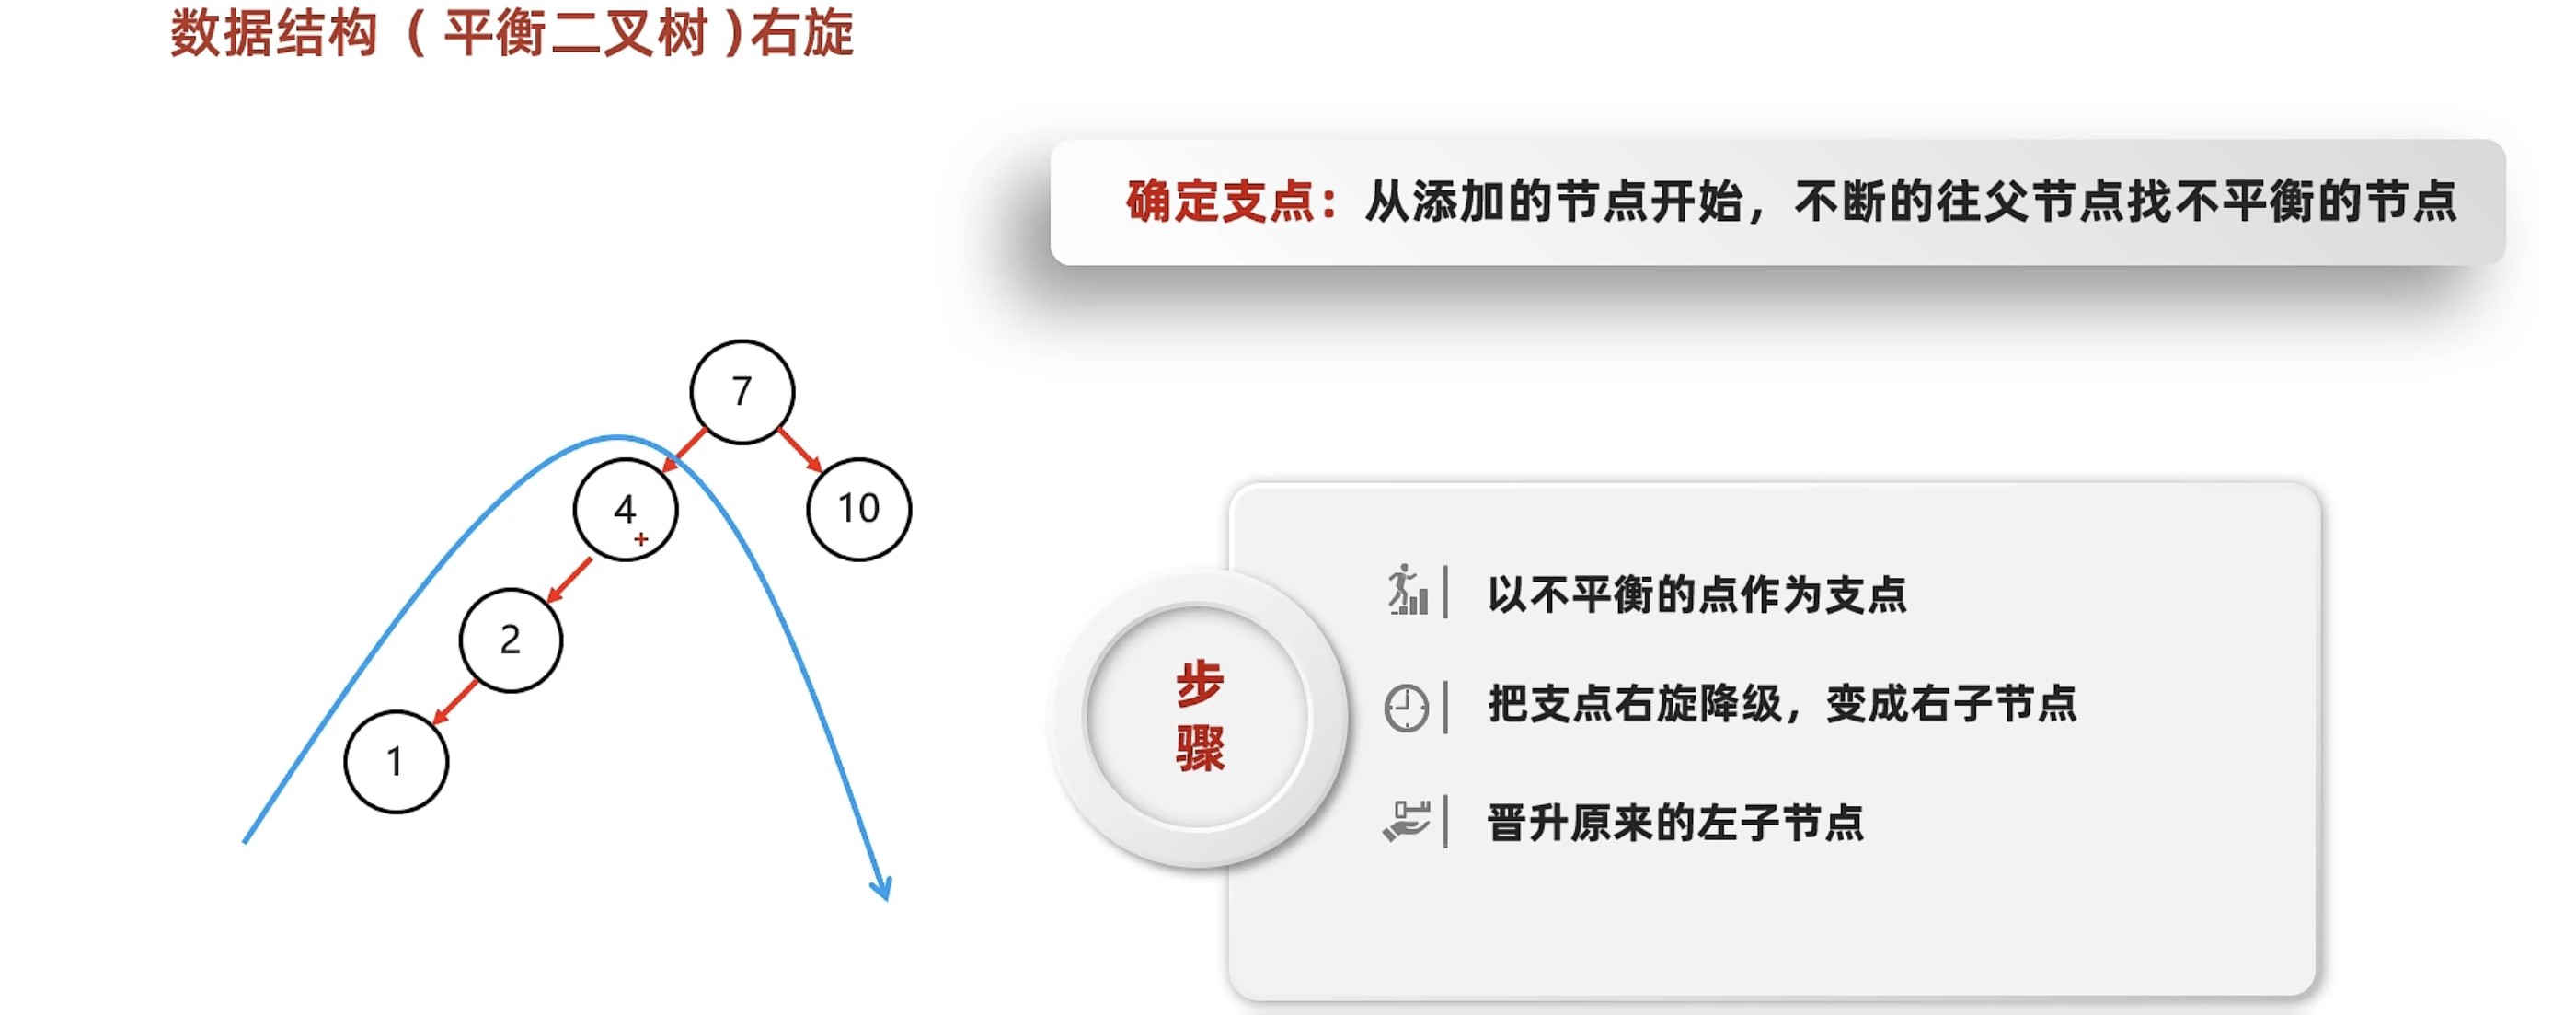 数据结构（平衡二叉树)右旋
确定支点：从添加的节点开始，不断的往父节点找不平衡的节点
7
4
10
2
1
步
骤
以不平衡的点作为支点
把支点右旋降级，变成右子节点
晋升原来的左子节点